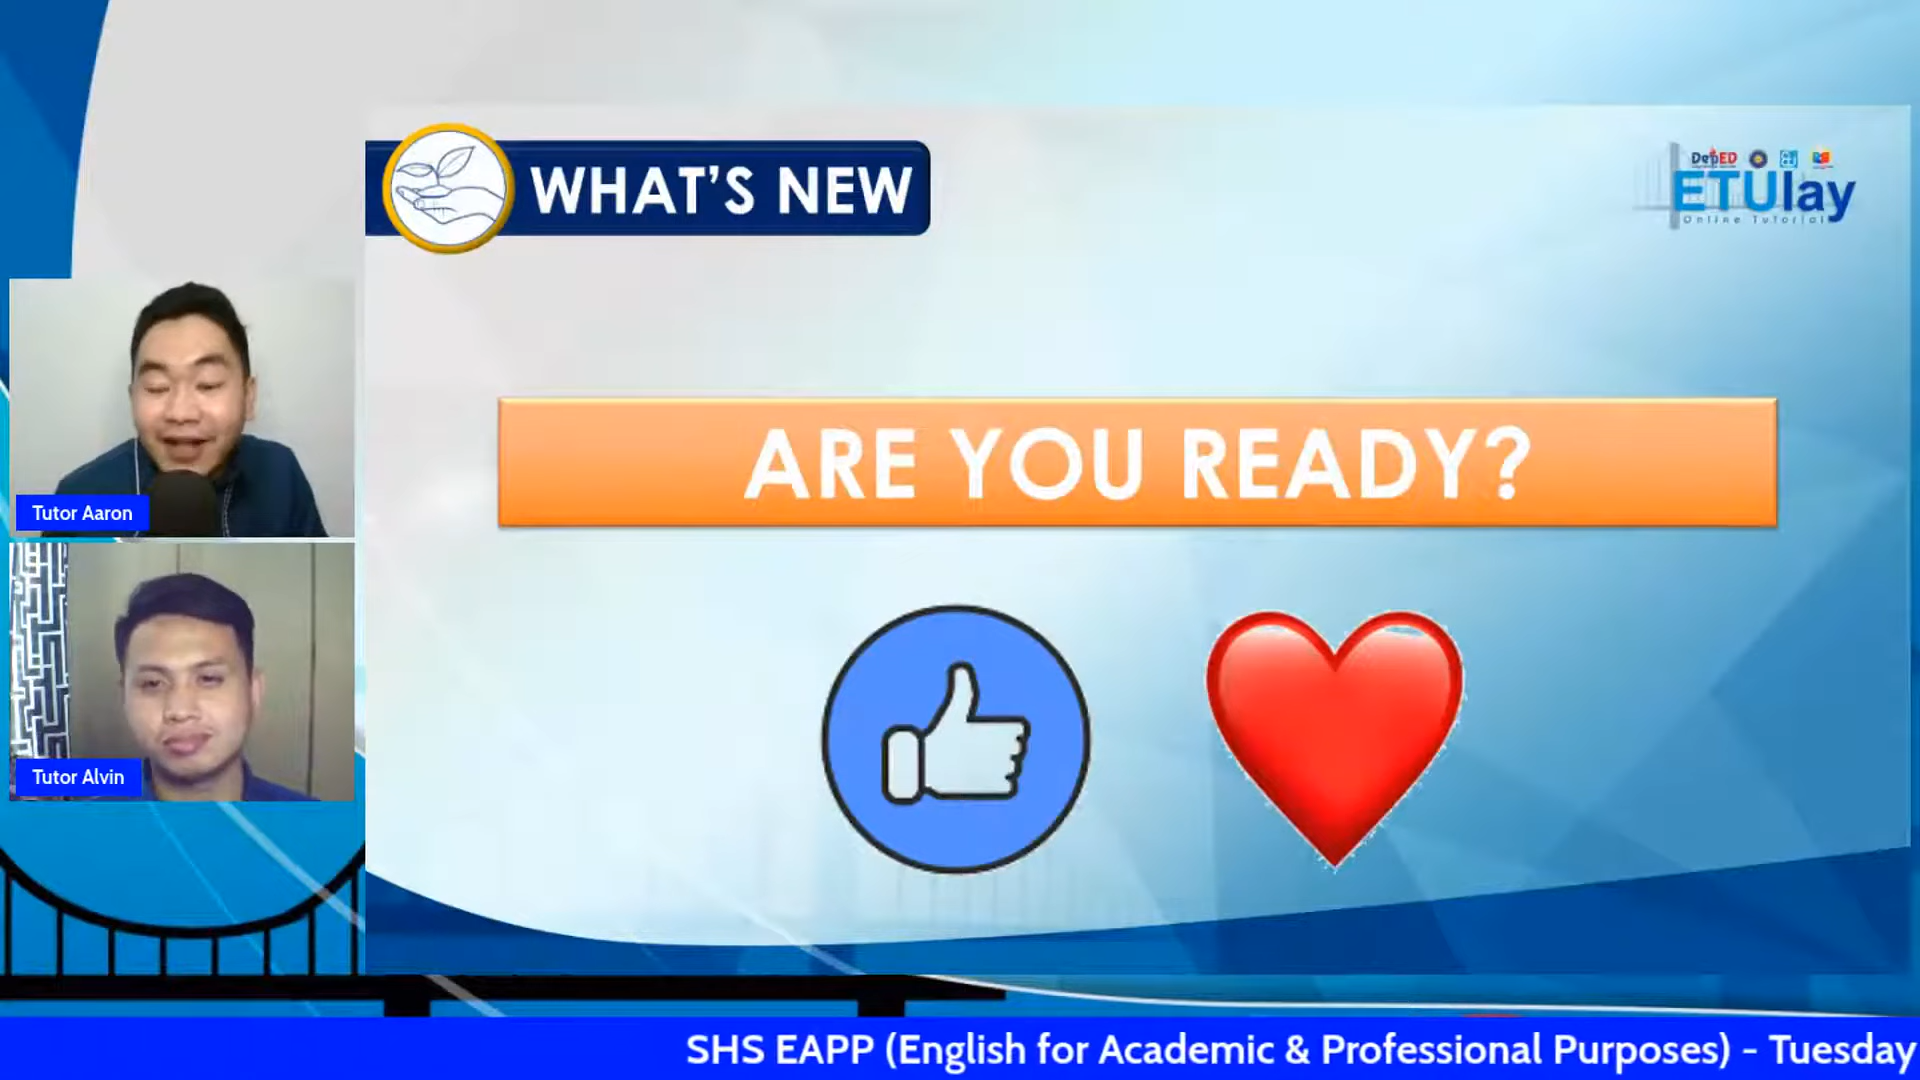 WHAT'S NEW
DepED
ETUlay
Online Tutorial
ARE YOU READY?
Tutor Aaron
Tutor Alvin
SHS EAPP (English for Academic & Professional Purposes) - Tuesday